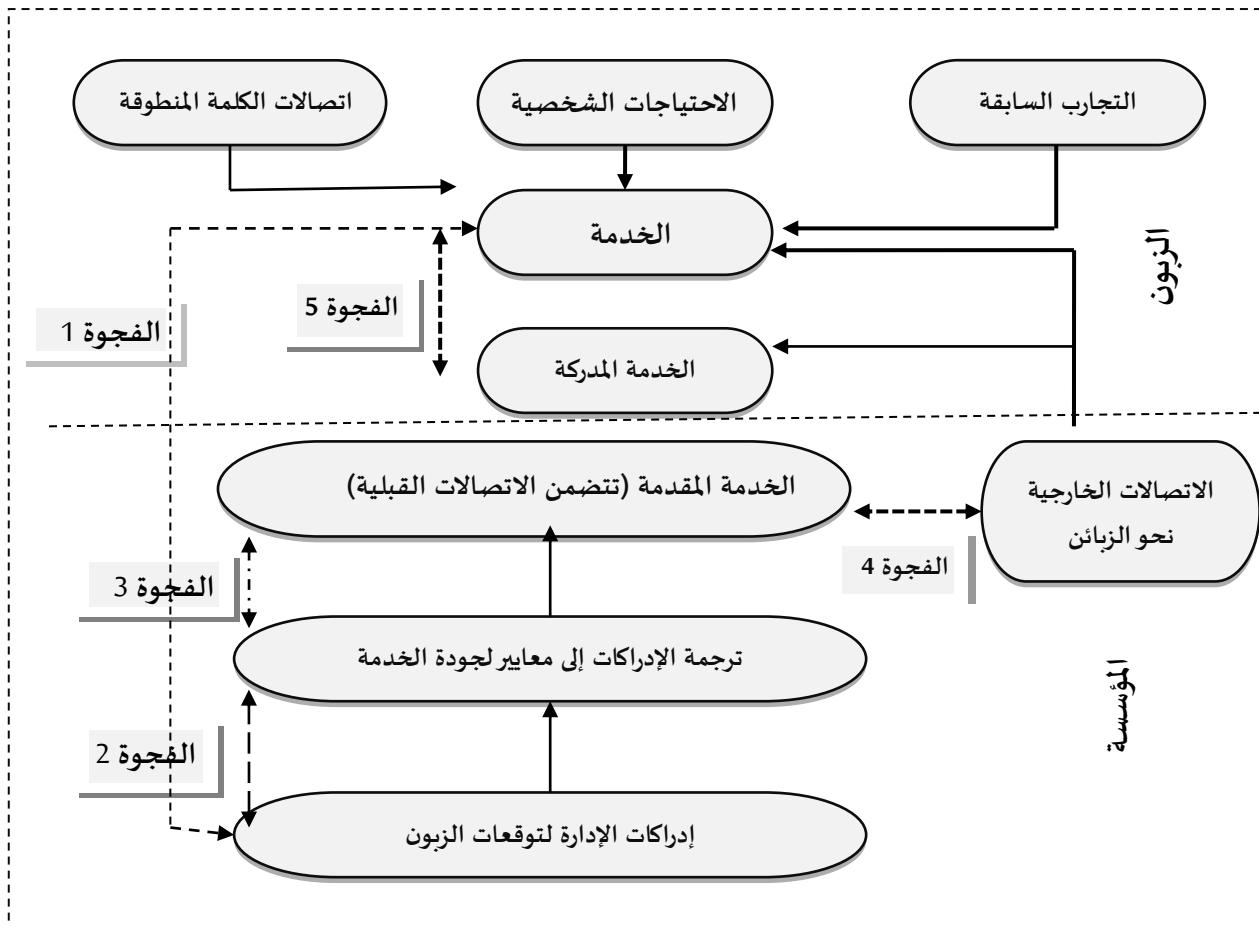 التجارب السابقة
الاحتياجات الشخصية
اتصالات الكلمة المنطوقة
الخدمة
الزبون
الفجوة 5
الفجوة 1
الخدمة المدركة
الخدمة المقدمة (تتضمن الاتصالات القبلية)
الاتصالات الخارجية
نحو الزبائن
الفجوة 4
الفجوة 3
ترجمة الإدراكات إلى معايير لجودة الخدمة
المؤسسة
الفجوة 2
إدراكات الإدارة لتوقعات الزبون